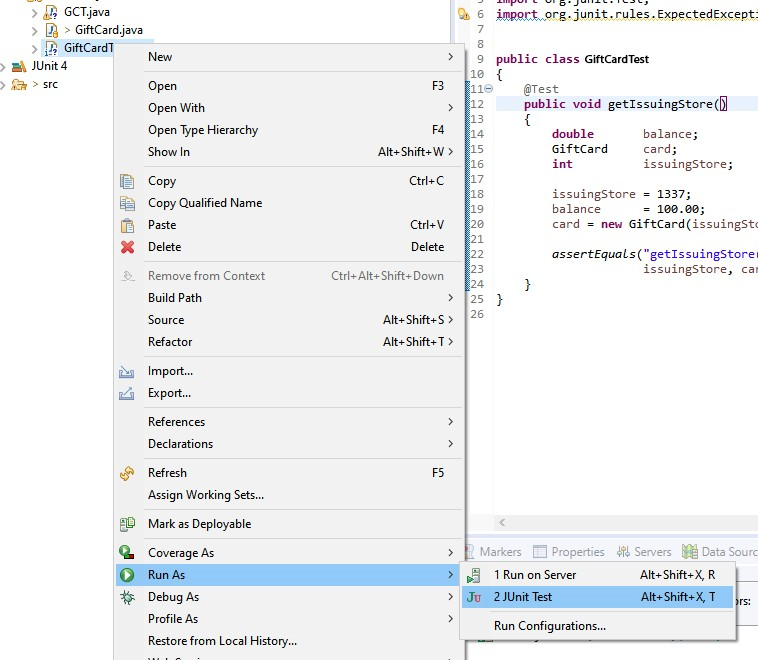 GCT.java
> GiftCard.java
GiftCardT
JUnit 4
> src
New
Open F3
Open With
Open Type Hierarchy F4
Show In Alt+Shift+W >
Copy Ctrl+C
Copy Qualified Name
Paste Ctrl+V
Delete Delete
Remove from Context Ctrl+Alt+Shift+Down
Build Path
Source Alt+Shift+S >
Refactor Alt+Shift+T >
Import...
Export...
References
Declarations
Refresh F5
Assign Working Sets...
Mark as Deployable
Coverage As
Run As
Debug As
Profile As
Restore from Local History...
1 Run on Server Alt+Shift+X, R
2 JUnit Test Alt+Shift+X, T
Run Configurations...
5 import org.junit.Test;
6 import org.junit.rules.ExpectedExcepti
7
8
9 public class GiftCardTest
10 {
11 @Test
12 public void getIssuingStore()
13 {
14 double balance;
15 GiftCard card;
16 int issuingStore;
17
18 issuingStore = 1337;
19 balance = 100.00;
20 card = new GiftCard(issuingSto
21
22 assertEquals("getIssuingStore(
23 issuingStore, car
24 }
25 }
26
Markers Properties Servers Data Sourc
ors: